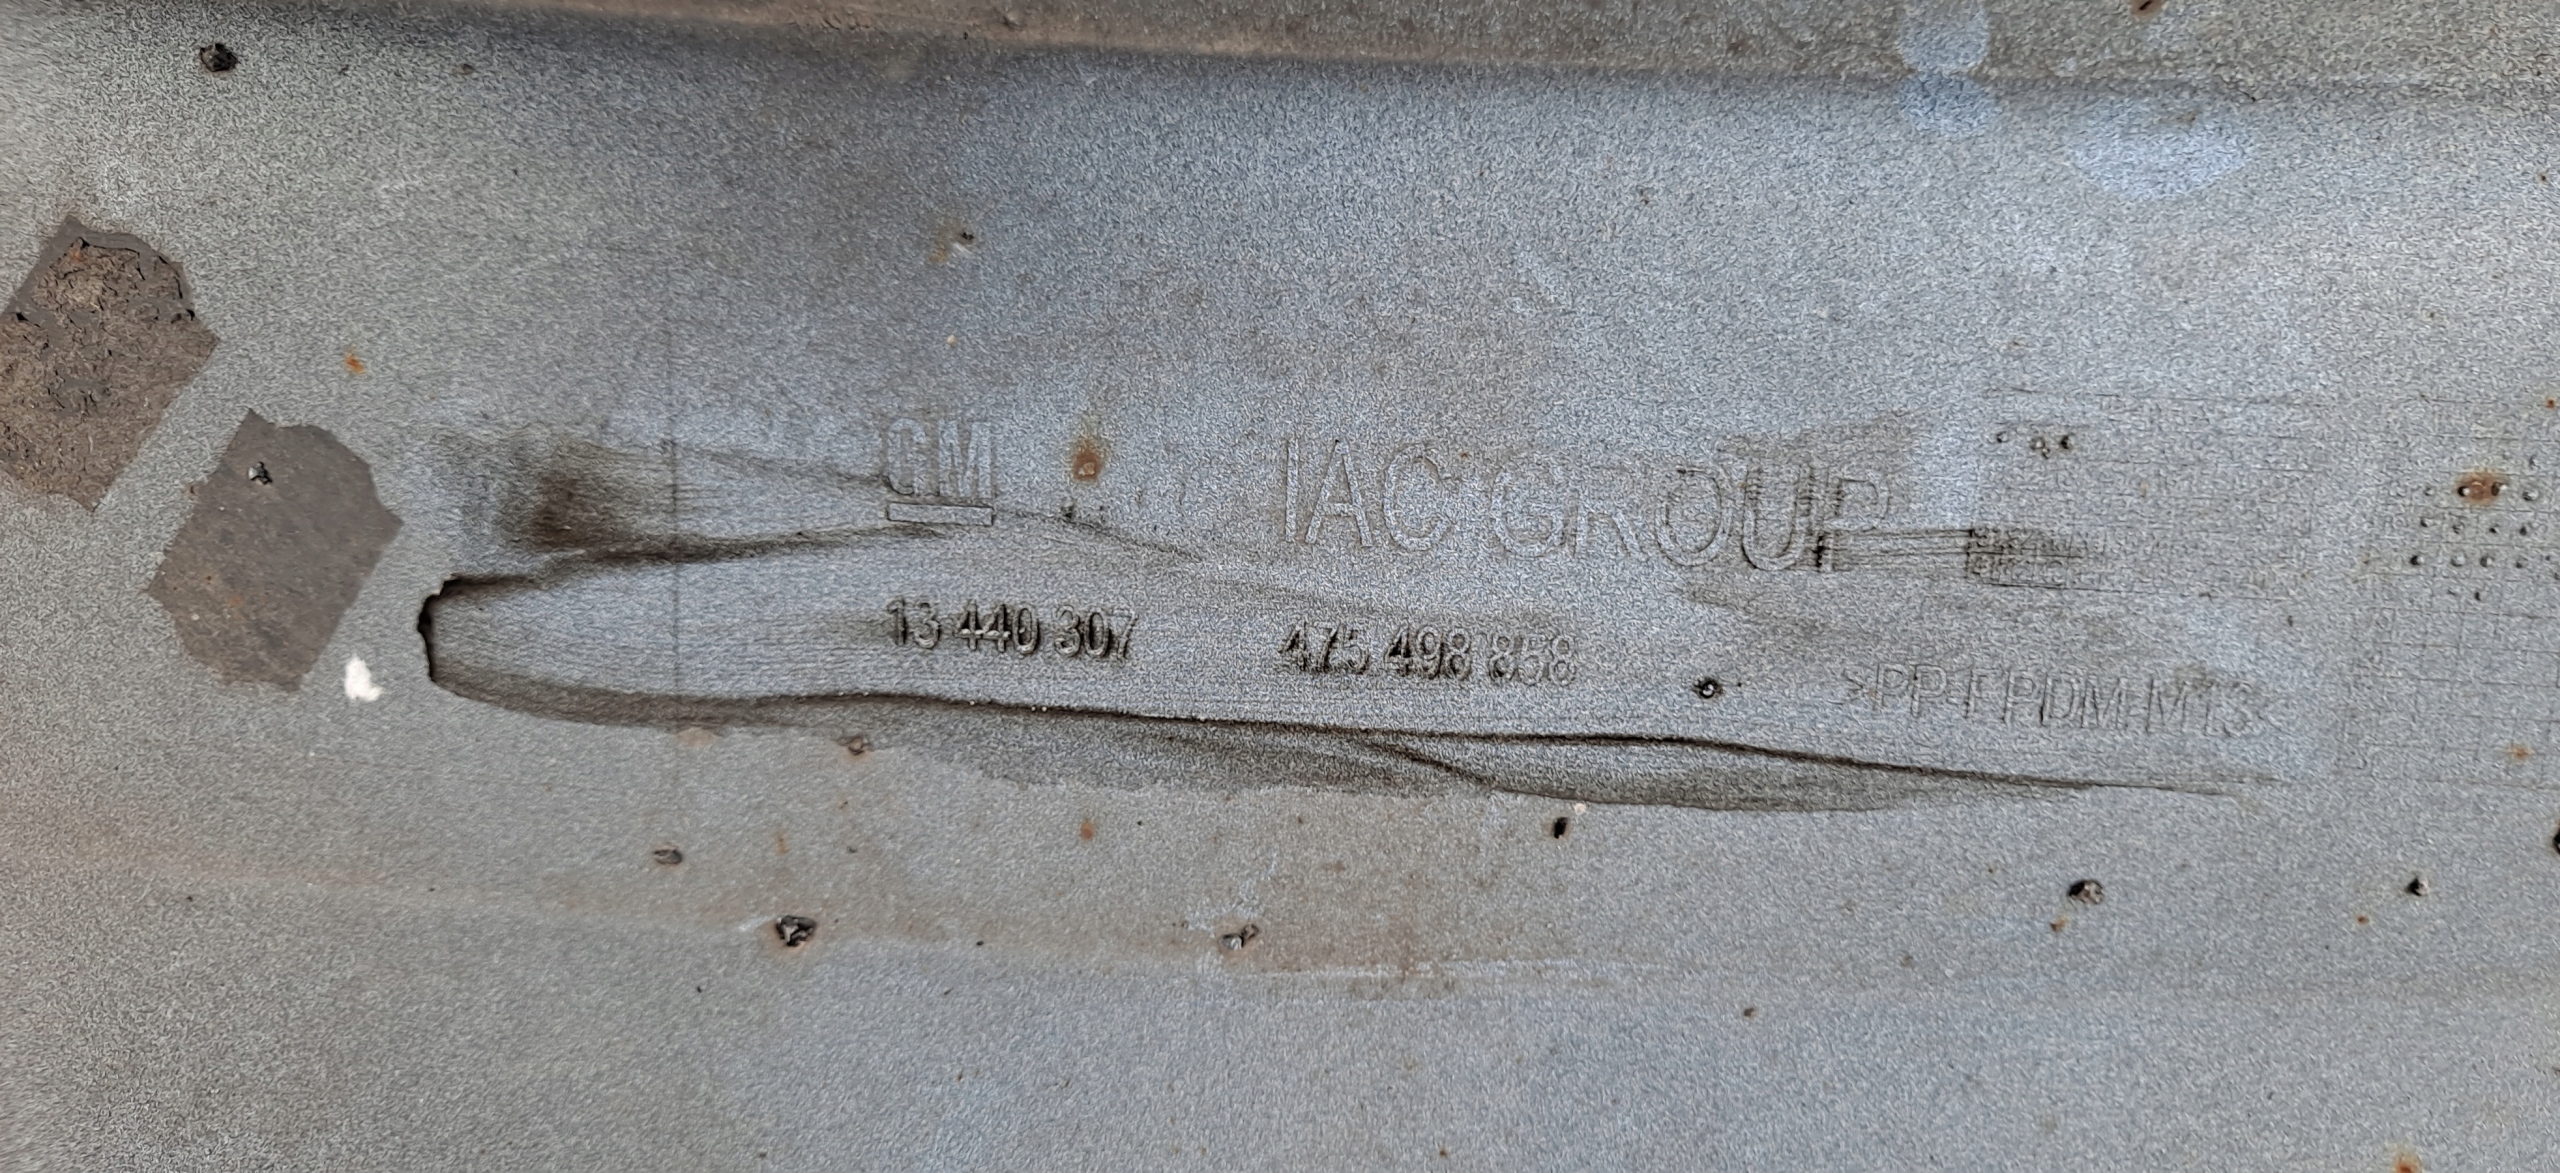 GM IAC GROUP
13 440 307 475 498 858
>PP-EPDM-M13<